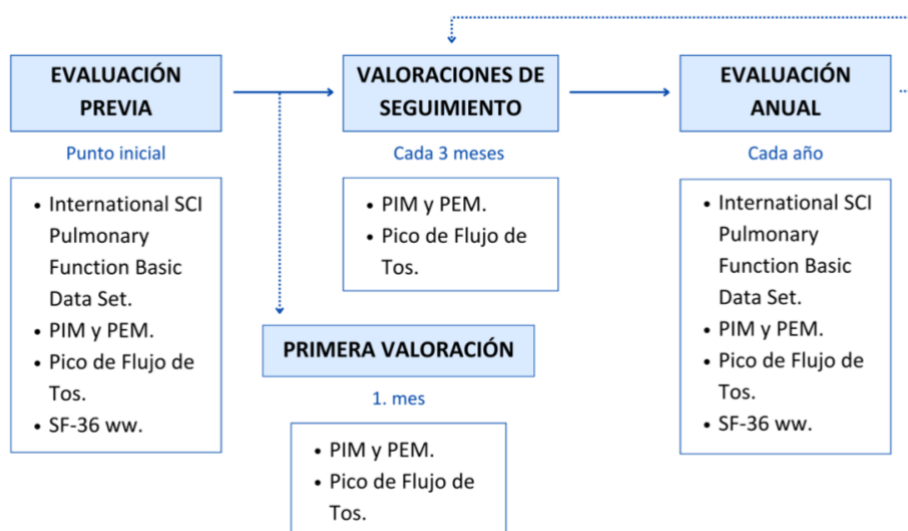 EVALUACIÓN
PREVIA
Punto inicial
• International SCI
Pulmonary
Function Basic
Data Set.
• PIM y PEM.
• Pico de Flujo de
Tos.
• SF-36 ww.
VALORACIONES DE
SEGUIMIENTO
Cada 3 meses
• PIM y PEM.
• Pico de Flujo de
Tos.
PRIMERA VALORACIÓN
1. mes
• PIM y PEM.
• Pico de Flujo de
Tos.
EVALUACIÓN
ANUAL
Cada año
• International SCI
Pulmonary
Function Basic
Data Set.
• PIM y PEM.
• Pico de Flujo de
Tos.
• SF-36 ww.